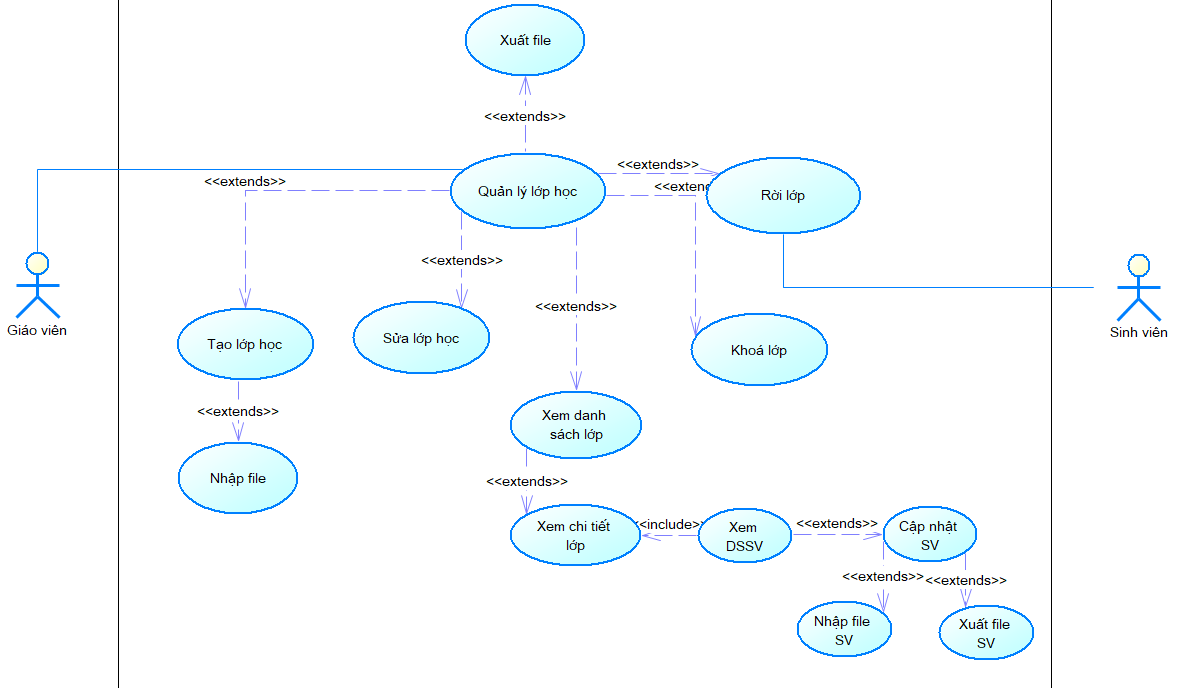 Xuất file
<<extends>>
<<extends>>
<<extends>>
Quản lý lớp học
Rời lớp
<<extends>>
<<extends>>
Giáo viên
Sinh viên
Tạo lớp học
Sửa lớp học
Khoá lớp
<<extends>>
Xem danh
sách lớp
Nhập file
<<extends>>
Xem chi tiết
lớp
<<include>>
Xem
DSSV
<<extends>>
Cập nhật
SV
<<extends>>
<<extends>>
Nhập file
SV
Xuất file
SV